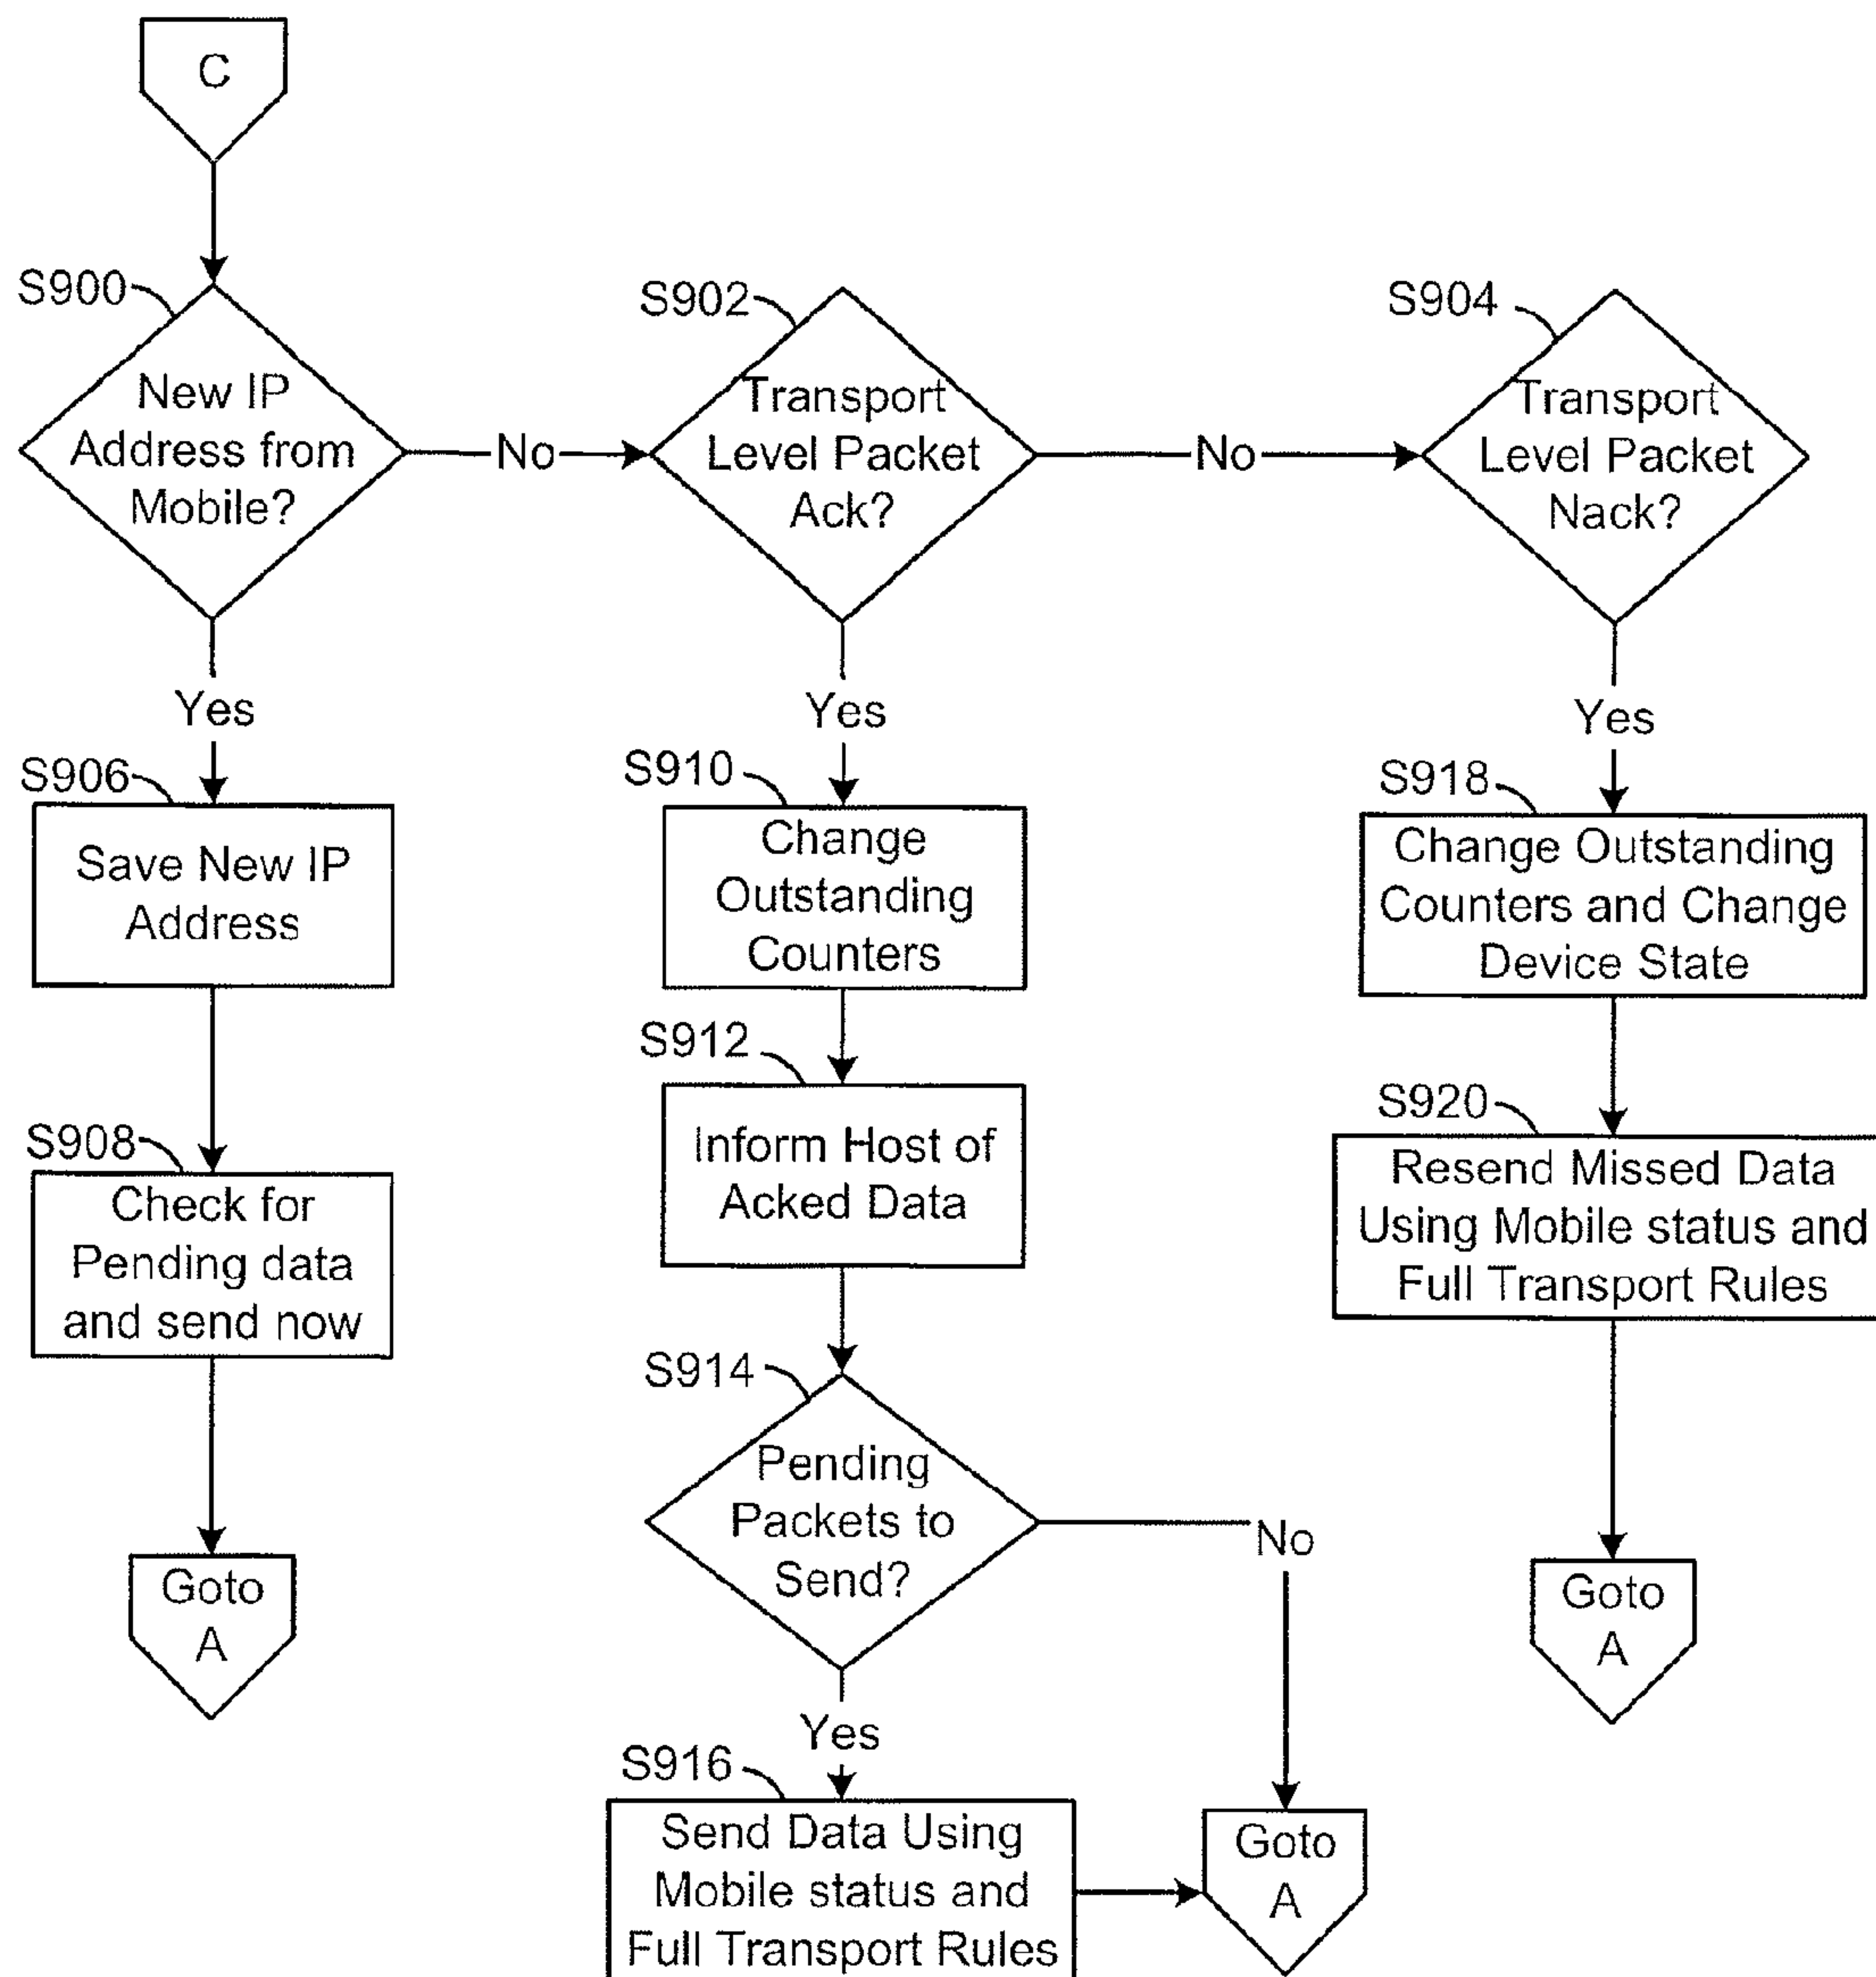 C
S900
New IP
Address from
Mobile?
No
S902
Transport
Level Packet
Ack?
No
S904
Transport
Level Packet
Nack?
Yes
S906
Save New IP
Address
S908
Check for
Pending data
and send now
Goto
A
Yes
S910
Change
Outstanding
Counters
S912
Inform Host of
Acked Data
S914
Pending
Packets to
Send?
No
Yes
S916
Send Data Using
Mobile status and
Full Transport Rules
Goto
A
Yes
S918
Change Outstanding
Counters and Change
Device State
S920
Resend Missed Data
Using Mobile status and
Full Transport Rules
Goto
A